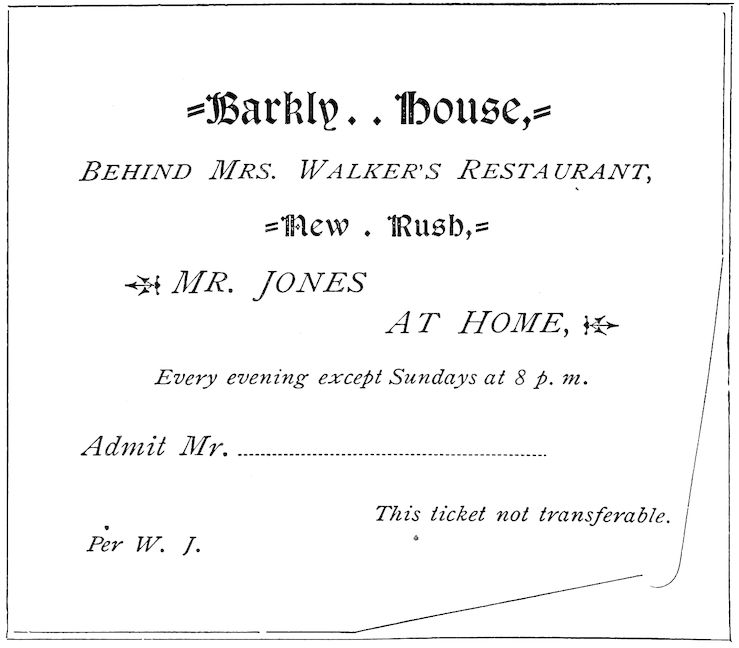 =Barkly . . House,=
BEHIND MRS. WALKER'S RESTAURANT,
=New . Rush,=
MR. JONES
AT HOME,
Every evening except Sundays at 8 p. m.
Admit Mr. ........................................
This ticket not transferable.
Per W. J.